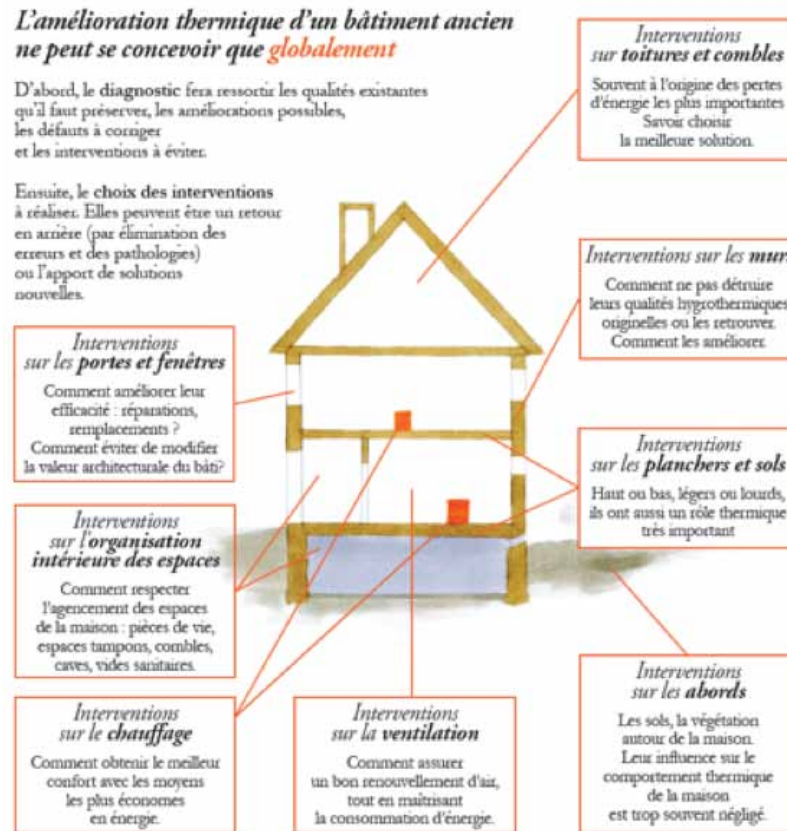 L'amélioration thermique d'un bâtiment ancien
ne peut se concevoir que globalement
D'abord, le diagnostic fera ressortir les qualités existantes
qu'il faut préserver, les améliorations possibles,
les défauts à corriger
et les interventions à éviter.
Ensuite, le choix des interventions
à réaliser. Elles peuvent être un retour
en arrière (par élimination des
erreurs et des pathologies)
ou l'apport de solutions
nouvelles.
Interventions
sur toitures et combles
Souvent à l'origine des pertes
d'énergie les plus importantes
Savoir choisir
la meilleure solution.
Interventions sur les murs
Comment ne pas détruire
leurs qualités hygrothermiques
originelles ou les retrouver.
Comment les améliorer.
Interventions
sur les portes et fenêtres
Comment améliorer leur
efficacité : réparations,
remplacements ?
Comment éviter de modifier
la valeur architecturale du bâti?
Interventions
sur les planchers et sols
Haut ou bas, légers ou lourds,
ils ont aussi un rôle thermique
très important
Interventions
sur l'organisation
intérieure des espaces
Comment respecter
l'agencement des espaces
de la maison : pièces de vie,
espaces tampons, combles,
caves, vides sanitaires.
Interventions
sur le chauffage
Comment obtenir le meilleur
confort avec les moyens
les plus économes
en énergie.
Interventions
sur la ventilation
Comment assurer
un bon renouvellement d'air,
tout en maîtrisant
la consommation d'énergie.
Interventions
sur les abords
Les sols, la végétation
autour de la maison.
Leur influence sur le
comportement thermique
de la maison
est trop souvent négligé.